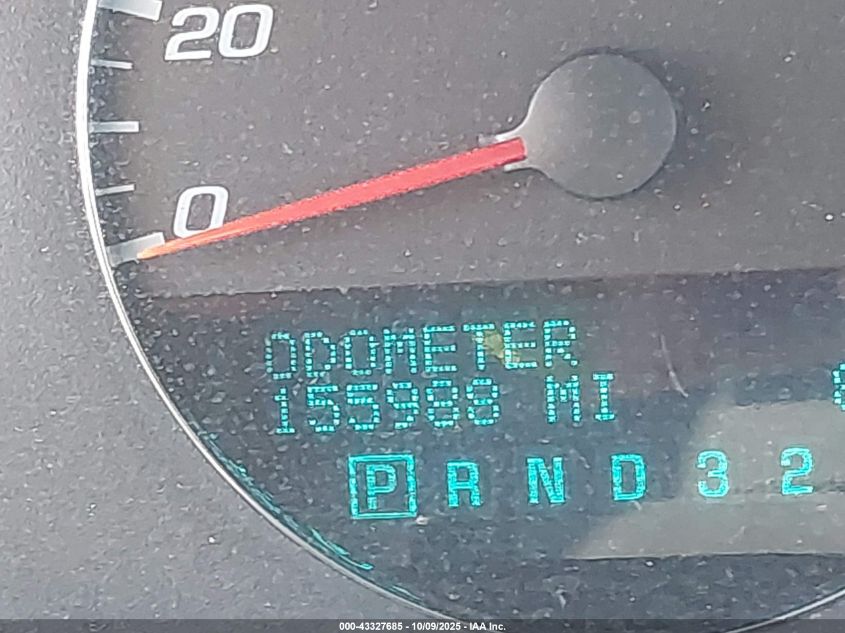 20
0
ODOMETER
155988 MI
P R N D 3 2
000-43327685 - 10/09/2025 - IAA Inc.